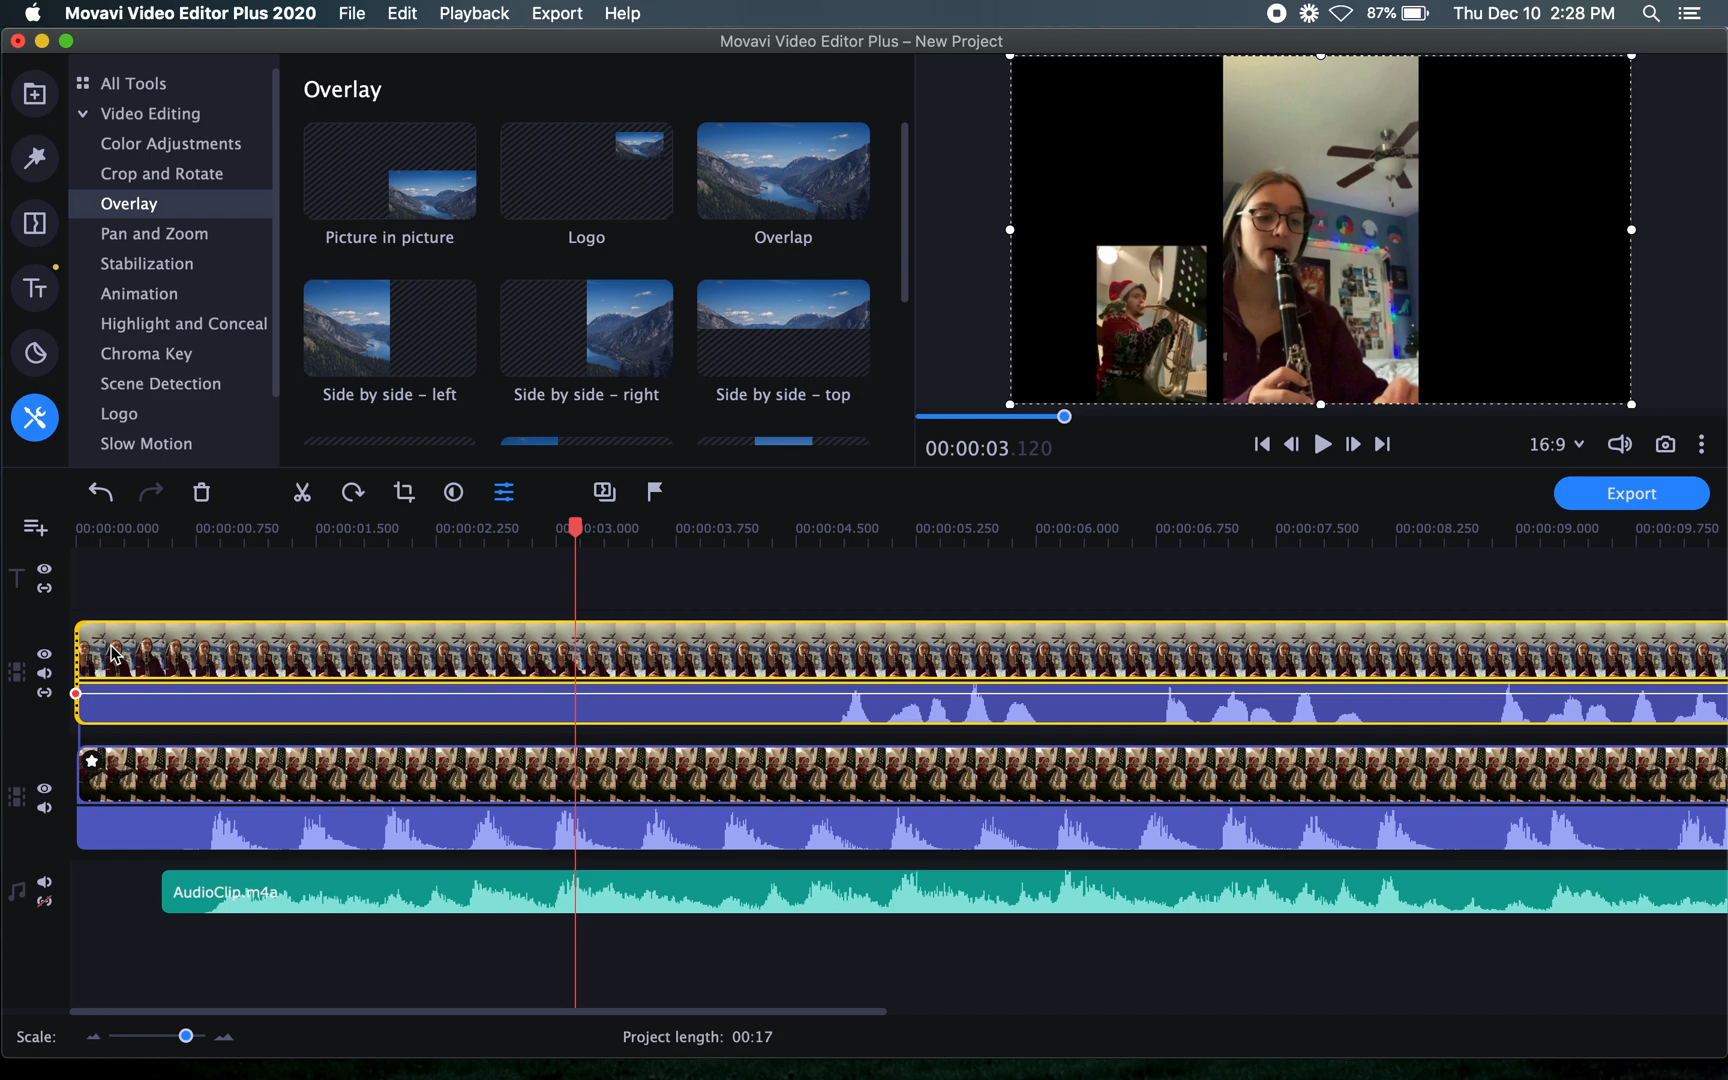 Movavi Video Editor Plus 2020 File Edit Playback Export Help 87% Thu Dec 10 2:28 PM
Movavi Video Editor Plus – New Project
All Tools
Video Editing
Color Adjustments
Crop and Rotate
Overlay
Pan and Zoom
Stabilization
Animation
Highlight and Conceal
Chroma Key
Scene Detection
Logo
Slow Motion
Overlay
Picture in picture Logo Overlap
Side by side – left Side by side – right Side by side – top
00:00:03.120 16:9
Export
00:00:00.000 00:00:00.750 00:00:01.500 00:00:02.250 00:00:03.000 00:00:03.750 00:00:04.500 00:00:05.250 00:00:06.000 00:00:06.750 00:00:07.500 00:00:08.250 00:00:09.000 00:00:09.750
AudioClip.m4a
Scale: Project length: 00:17